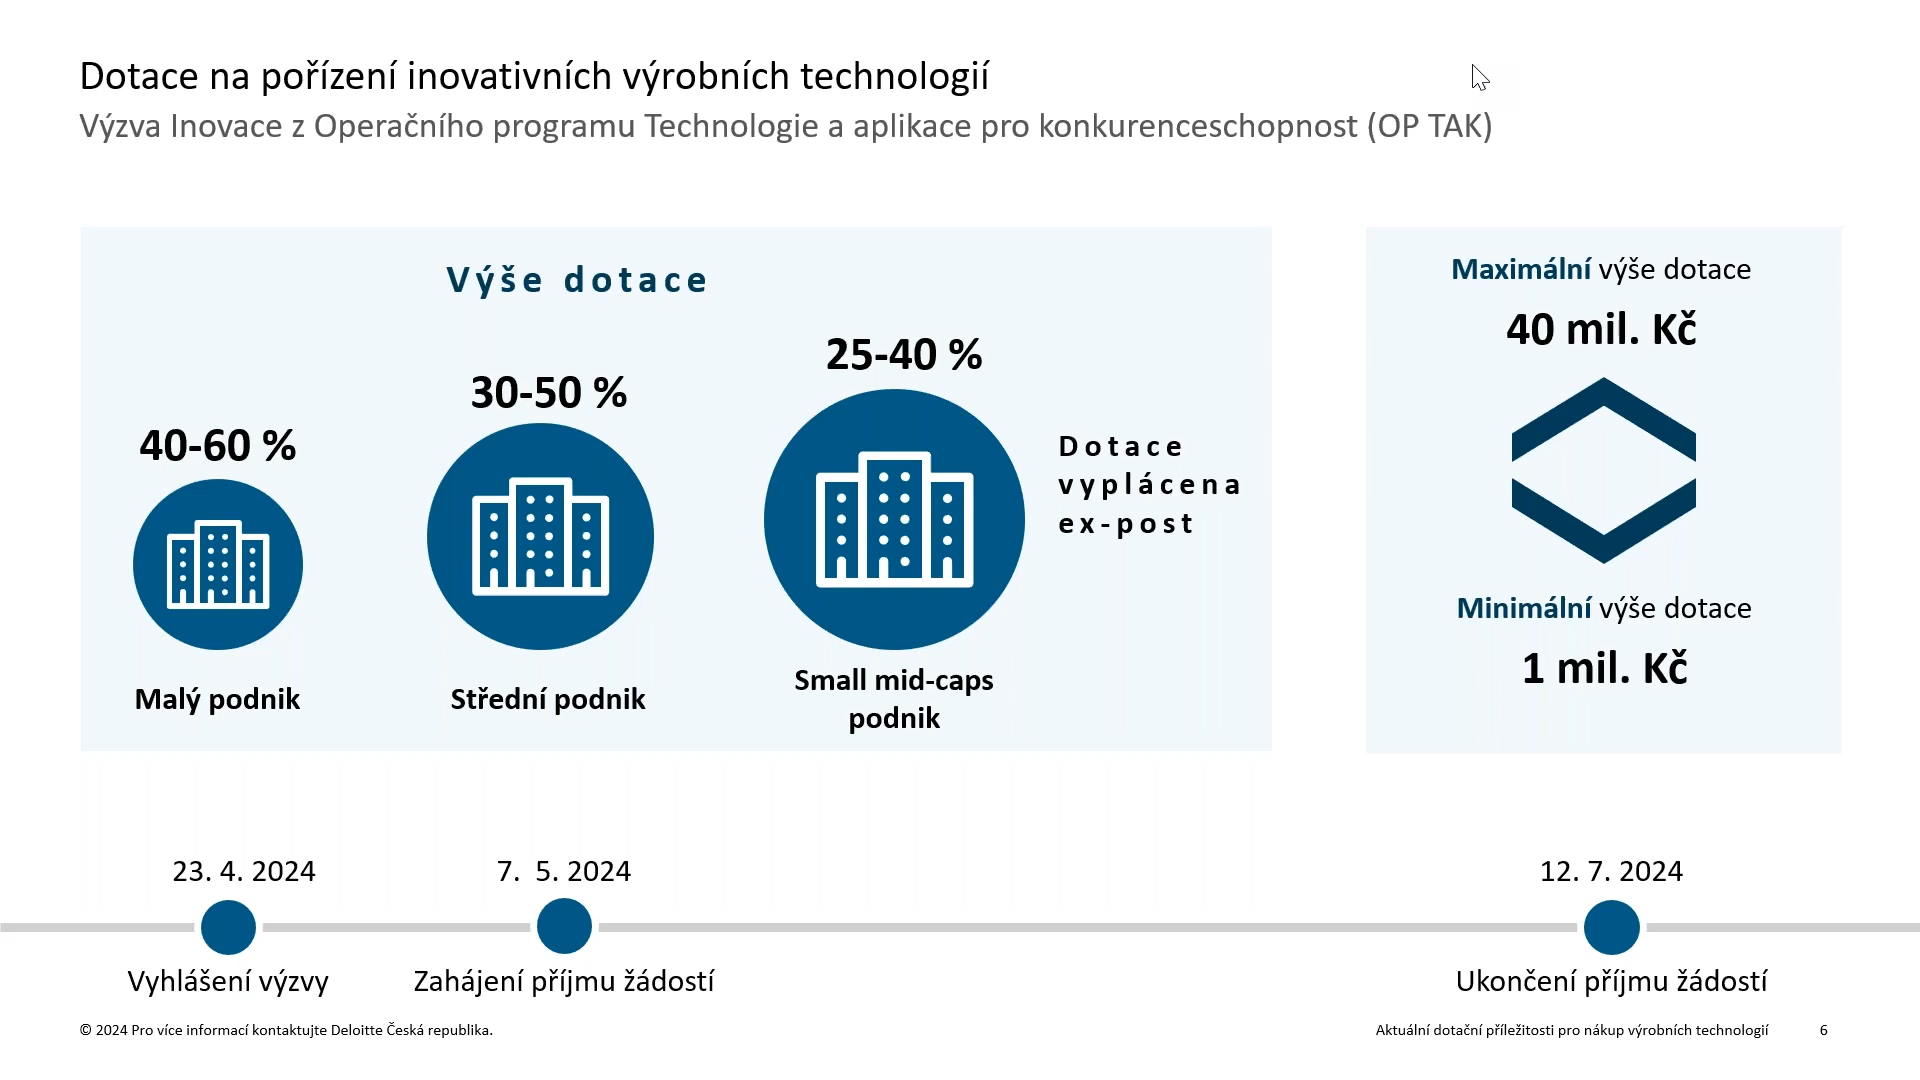 Dotace na pořízení inovativních výrobních technologií
Výzva Inovace z Operačního programu Technologie a aplikace pro konkurenceschopnost (OP TAK)
Výše dotace
40-60 %
Malý podnik
30-50 %
Střední podnik
25-40 %
Small mid-caps
podnik
Dotace
vyplácena
ex-post
Maximální výše dotace
40 mil. Kč
Minimální výše dotace
1 mil. Kč
23. 4. 2024
Vyhlášení výzvy
7.  5. 2024
Zahájení příjmu žádostí
12. 7. 2024
Ukončení příjmu žádostí
© 2024 Pro více informací kontaktujte Deloitte Česká republika.
Aktuální dotační příležitosti pro nákup výrobních technologií 6